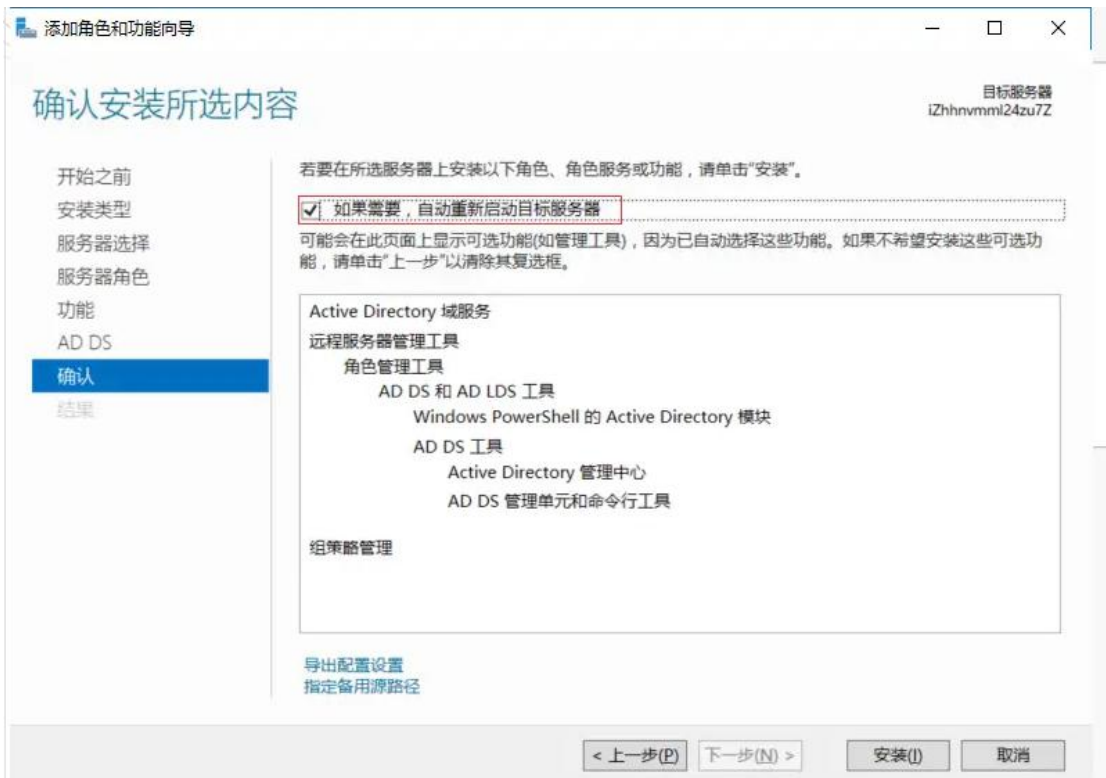 添加角色和功能向导
确认安装所选内容
目标服务器
iZhhnvmml24zu7Z
开始之前
安装类型
服务器选择
服务器角色
功能
AD DS
确认
结果
若要在所选服务器上安装以下角色、角色服务或功能，请单击"安装"。
如果需要，自动重新启动目标服务器
可能会在此页面上显示可选功能(如管理工具)，因为已自动选择这些功能。如果不希望安装这些可选功
能，请单击"上一步"以清除其复选框。
Active Directory 域服务
远程服务器管理工具
角色管理工具
AD DS 和 AD LDS 工具
Windows PowerShell 的 Active Directory 模块
AD DS 工具
Active Directory 管理中心
AD DS 管理单元和命令行工具
组策略管理
导出配置设置
指定备用源路径
< 上一步(P)
下一步(N) >
安装(I)
取消